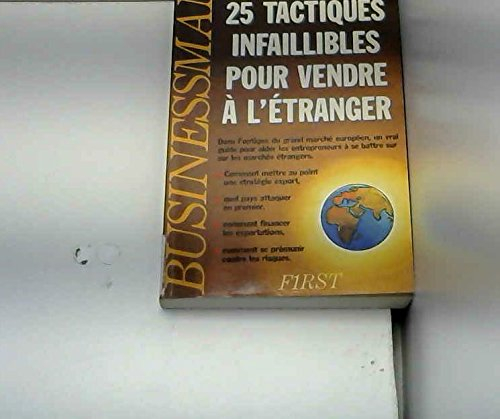 BUSINESSMAN
25 TACTIQUES
INFAILLIBLES
POUR VENDRE
À L'ÉTRANGER
Dans l'optique du grand marché européen, un vrai
guide pour aider les entrepreneurs à se battre sur
sur les marchés étrangers.
Comment mettre au point
une stratégie export,
quel pays attaquer
en premier,
comment financer
les exportations,
comment se prémunir
contre les risques.
F1RST